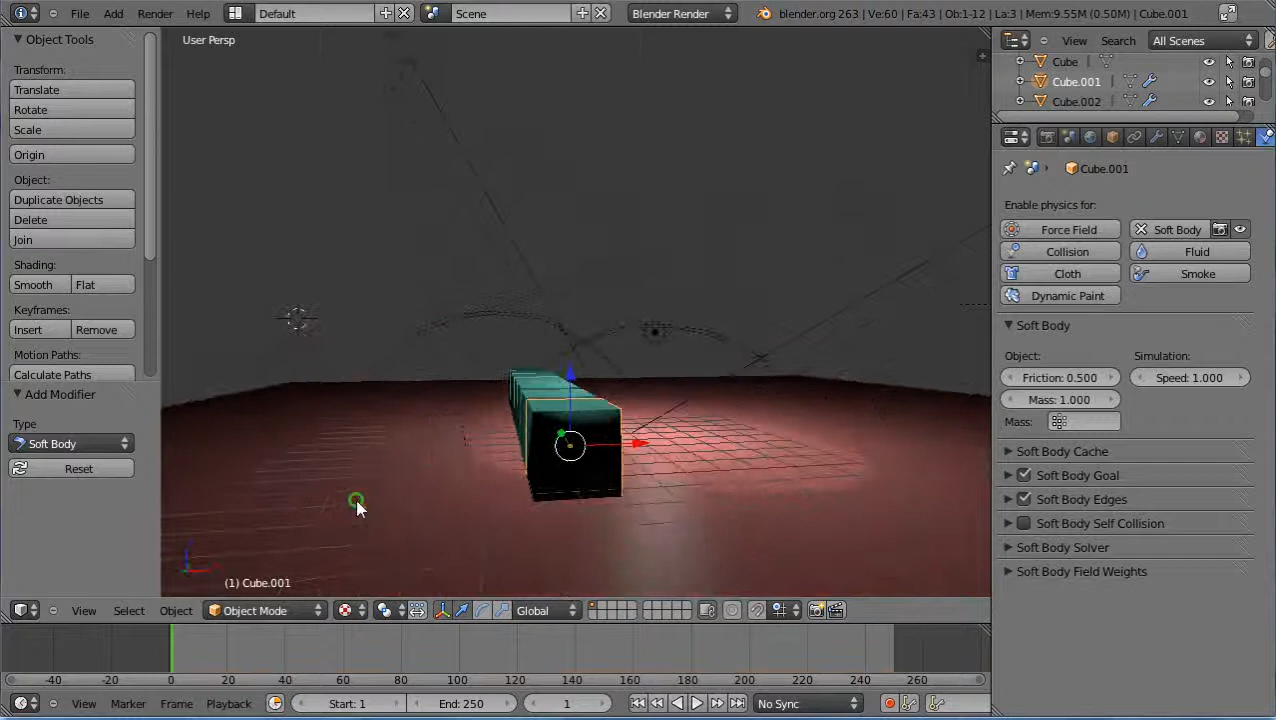 File Add Render Help Default Scene Blender Render blender.org 263 | Ve:60 | Fa:43 | Ob:1-12 | La:3 | Mem:9.55M (0.50M) | Cube.001
Object Tools
Transform:
Translate
Rotate
Scale
Origin
Object:
Duplicate Objects
Delete
Join
Shading:
Smooth Flat
Keyframes:
Insert Remove
Motion Paths:
Calculate Paths
Add Modifier
Type
Soft Body
Reset
User Persp
(1) Cube.001
View Select Object Object Mode Global
View Search All Scenes
Cube
Cube.001
Cube.002
Cube.001
Enable physics for:
Force Field Soft Body
Collision Fluid
Cloth Smoke
Dynamic Paint
Soft Body
Object: Simulation:
Friction: 0.500 Speed: 1.000
Mass: 1.000
Mass:
Soft Body Cache
Soft Body Goal
Soft Body Edges
Soft Body Self Collision
Soft Body Solver
Soft Body Field Weights
-40 -20 0 20 40 60 80 100 120 140 160 180 200 220 240 260
View Marker Frame Playback Start: 1 End: 250 1 No Sync